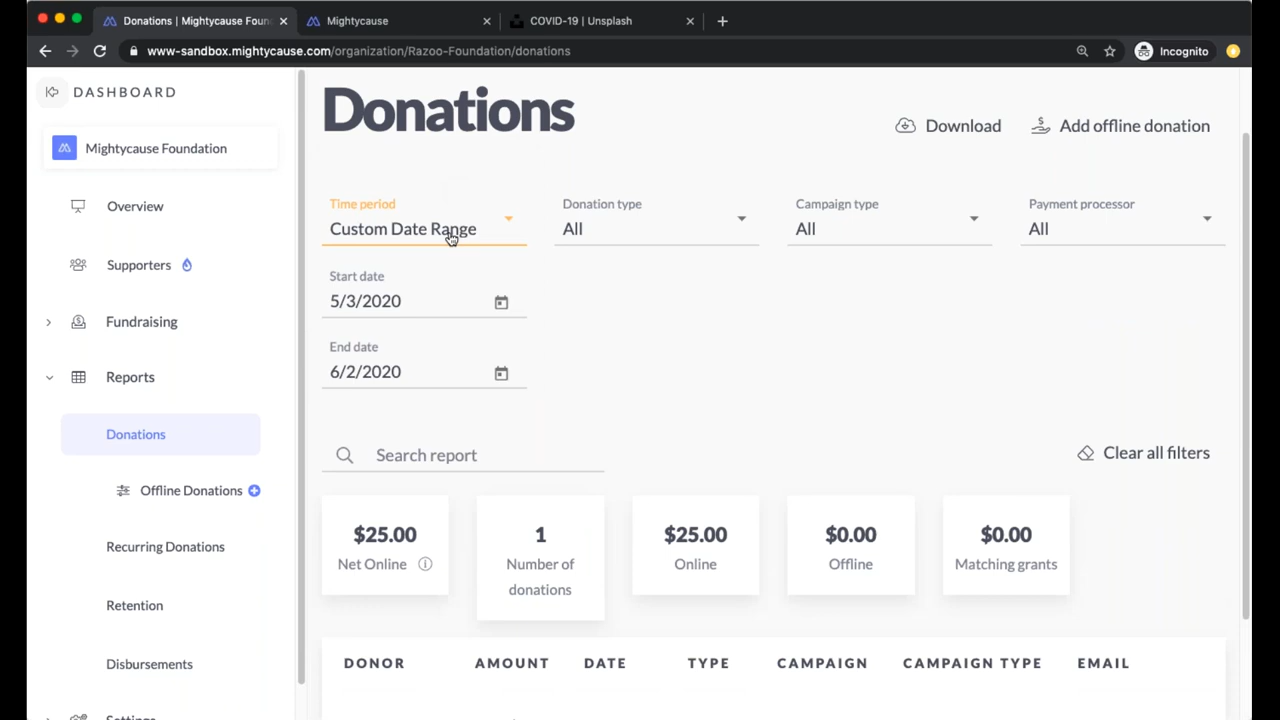 Donations | Mightycause Foun
Mightycause
COVID-19 | Unsplash
www-sandbox.mightycause.com/organization/Razoo-Foundation/donations
Incognito
DASHBOARD
Mightycause Foundation
Overview
Supporters
Fundraising
Reports
Donations
Offline Donations
Recurring Donations
Retention
Disbursements
Settings
Donations
Download
Add offline donation
Time period
Custom Date Range
Donation type
All
Campaign type
All
Payment processor
All
Start date
5/3/2020
End date
6/2/2020
Search report
Clear all filters
$25.00
Net Online
1
Number of
donations
$25.00
Online
$0.00
Offline
$0.00
Matching grants
DONOR AMOUNT DATE TYPE CAMPAIGN CAMPAIGN TYPE EMAIL